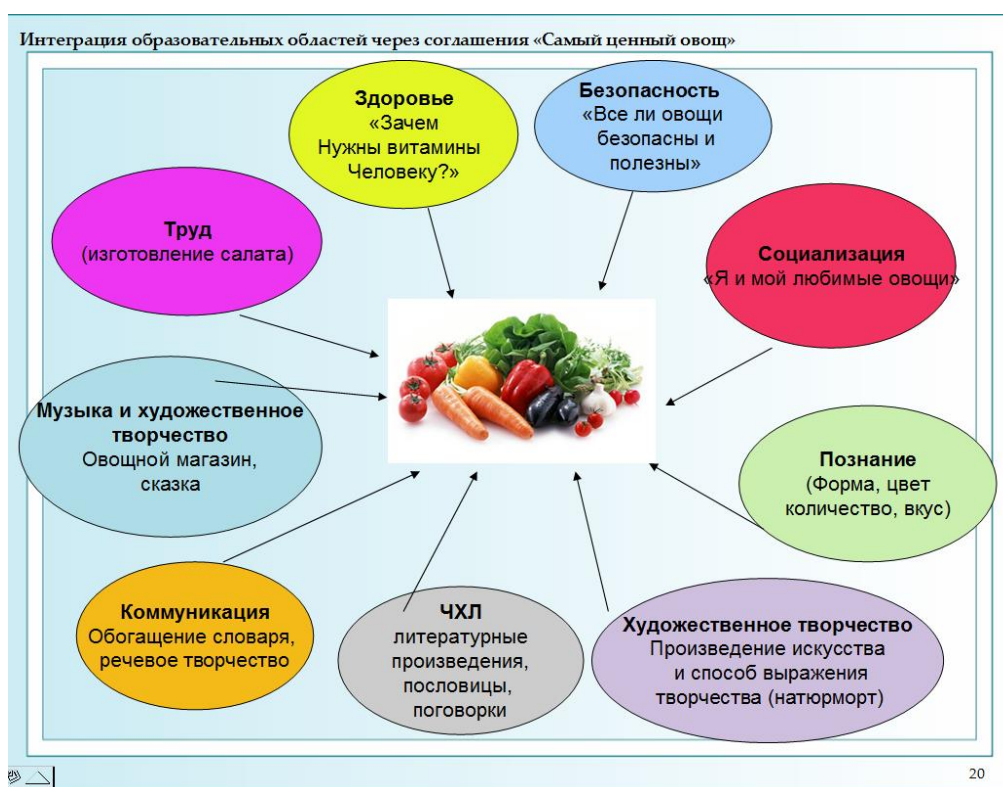 Интеграция образовательных областей через соглашения «Самый ценный овощ»
Здоровье
«Зачем
Нужны витамины
Человеку?»
Безопасность
«Все ли овощи
безопасны и
полезны»
Труд
(изготовление салата)
Социализация
«Я и мой любимые овощи»
Музыка и художественное
творчество
Овощной магазин,
сказка
Познание
(Форма, цвет
количество, вкус)
Коммуникация
Обогащение словаря,
речевое творчество
ЧХЛ
литературные
произведения,
пословицы,
поговорки
Художественное творчество
Произведение искусства
и способ выражения
творчества (натюрморт)
20